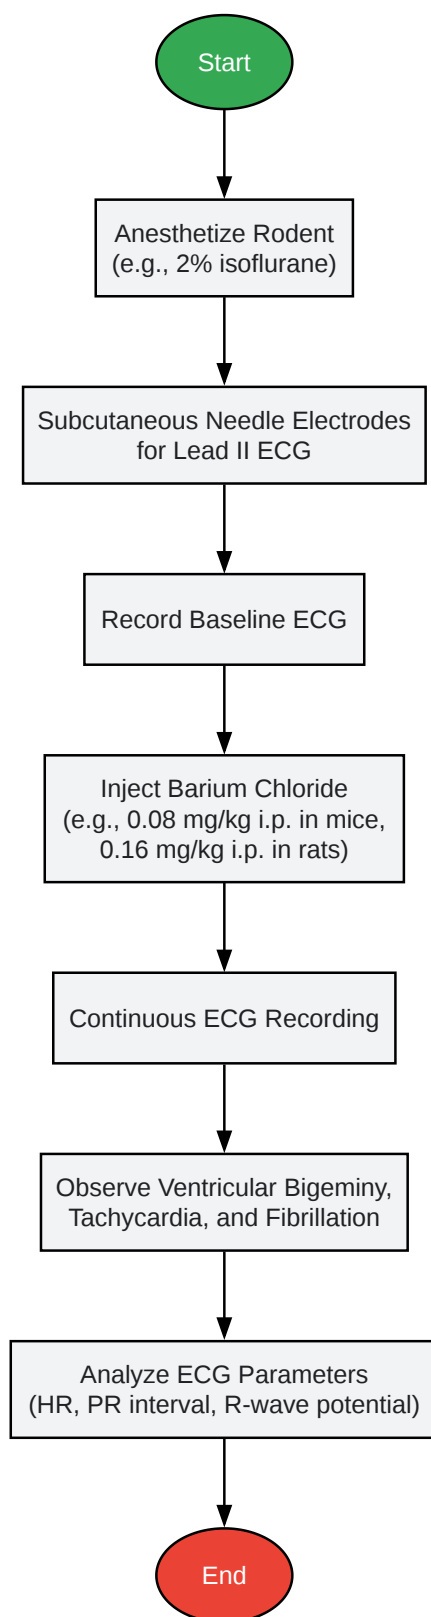 Start
Anesthetize Rodent
(e.g., 2% isoflurane)
Subcutaneous Needle Electrodes
for Lead II ECG
Record Baseline ECG
Inject Barium Chloride
(e.g., 0.08 mg/kg i.p. in mice,
0.16 mg/kg i.p. in rats)
Continuous ECG Recording
Observe Ventricular Bigeminy,
Tachycardia, and Fibrillation
Analyze ECG Parameters
(HR, PR interval, R-wave potential)
End